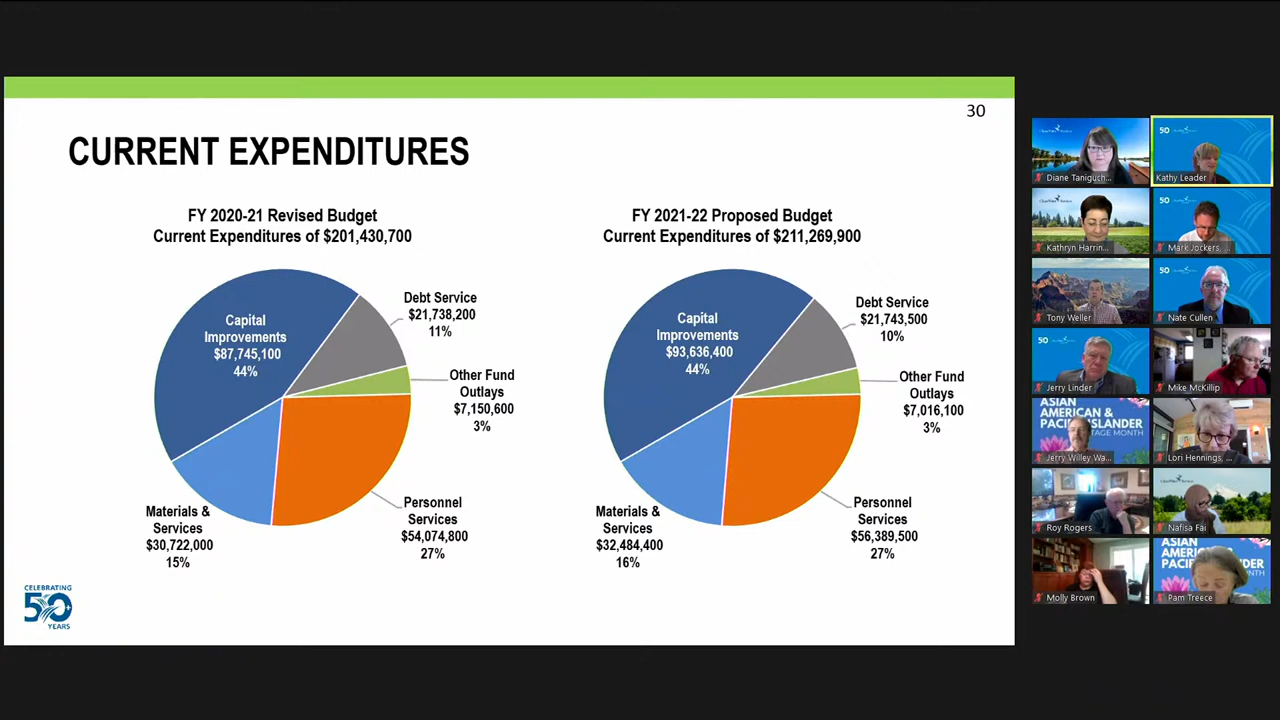 30
CURRENT EXPENDITURES
FY 2020-21 Revised Budget
Current Expenditures of $201,430,700
Capital
Improvements
$87,745,100
44%
Debt Service
$21,738,200
11%
Other Fund
Outlays
$7,150,600
3%
Personnel
Services
$54,074,800
27%
Materials &
Services
$30,722,000
15%
FY 2021-22 Proposed Budget
Current Expenditures of $211,269,900
Capital
Improvements
$93,636,400
44%
Debt Service
$21,743,500
10%
Other Fund
Outlays
$7,016,100
3%
Personnel
Services
$56,389,500
27%
Materials &
Services
$32,484,400
16%
CELEBRATING
50
YEARS
Diane Taniguch...
50
Kathy Leader
Kathryn Harrin...
50
Mark Jockers, ...
Tony Weller
50
Nate Cullen
50
Jerry Linder
Mike McKillip
ASIAN
AMERICAN &
Jerry Willey Wa...
Lori Hennings, ...
Roy Rogers
Nafisa Fai
Molly Brown
ASIAN
Pam Treece